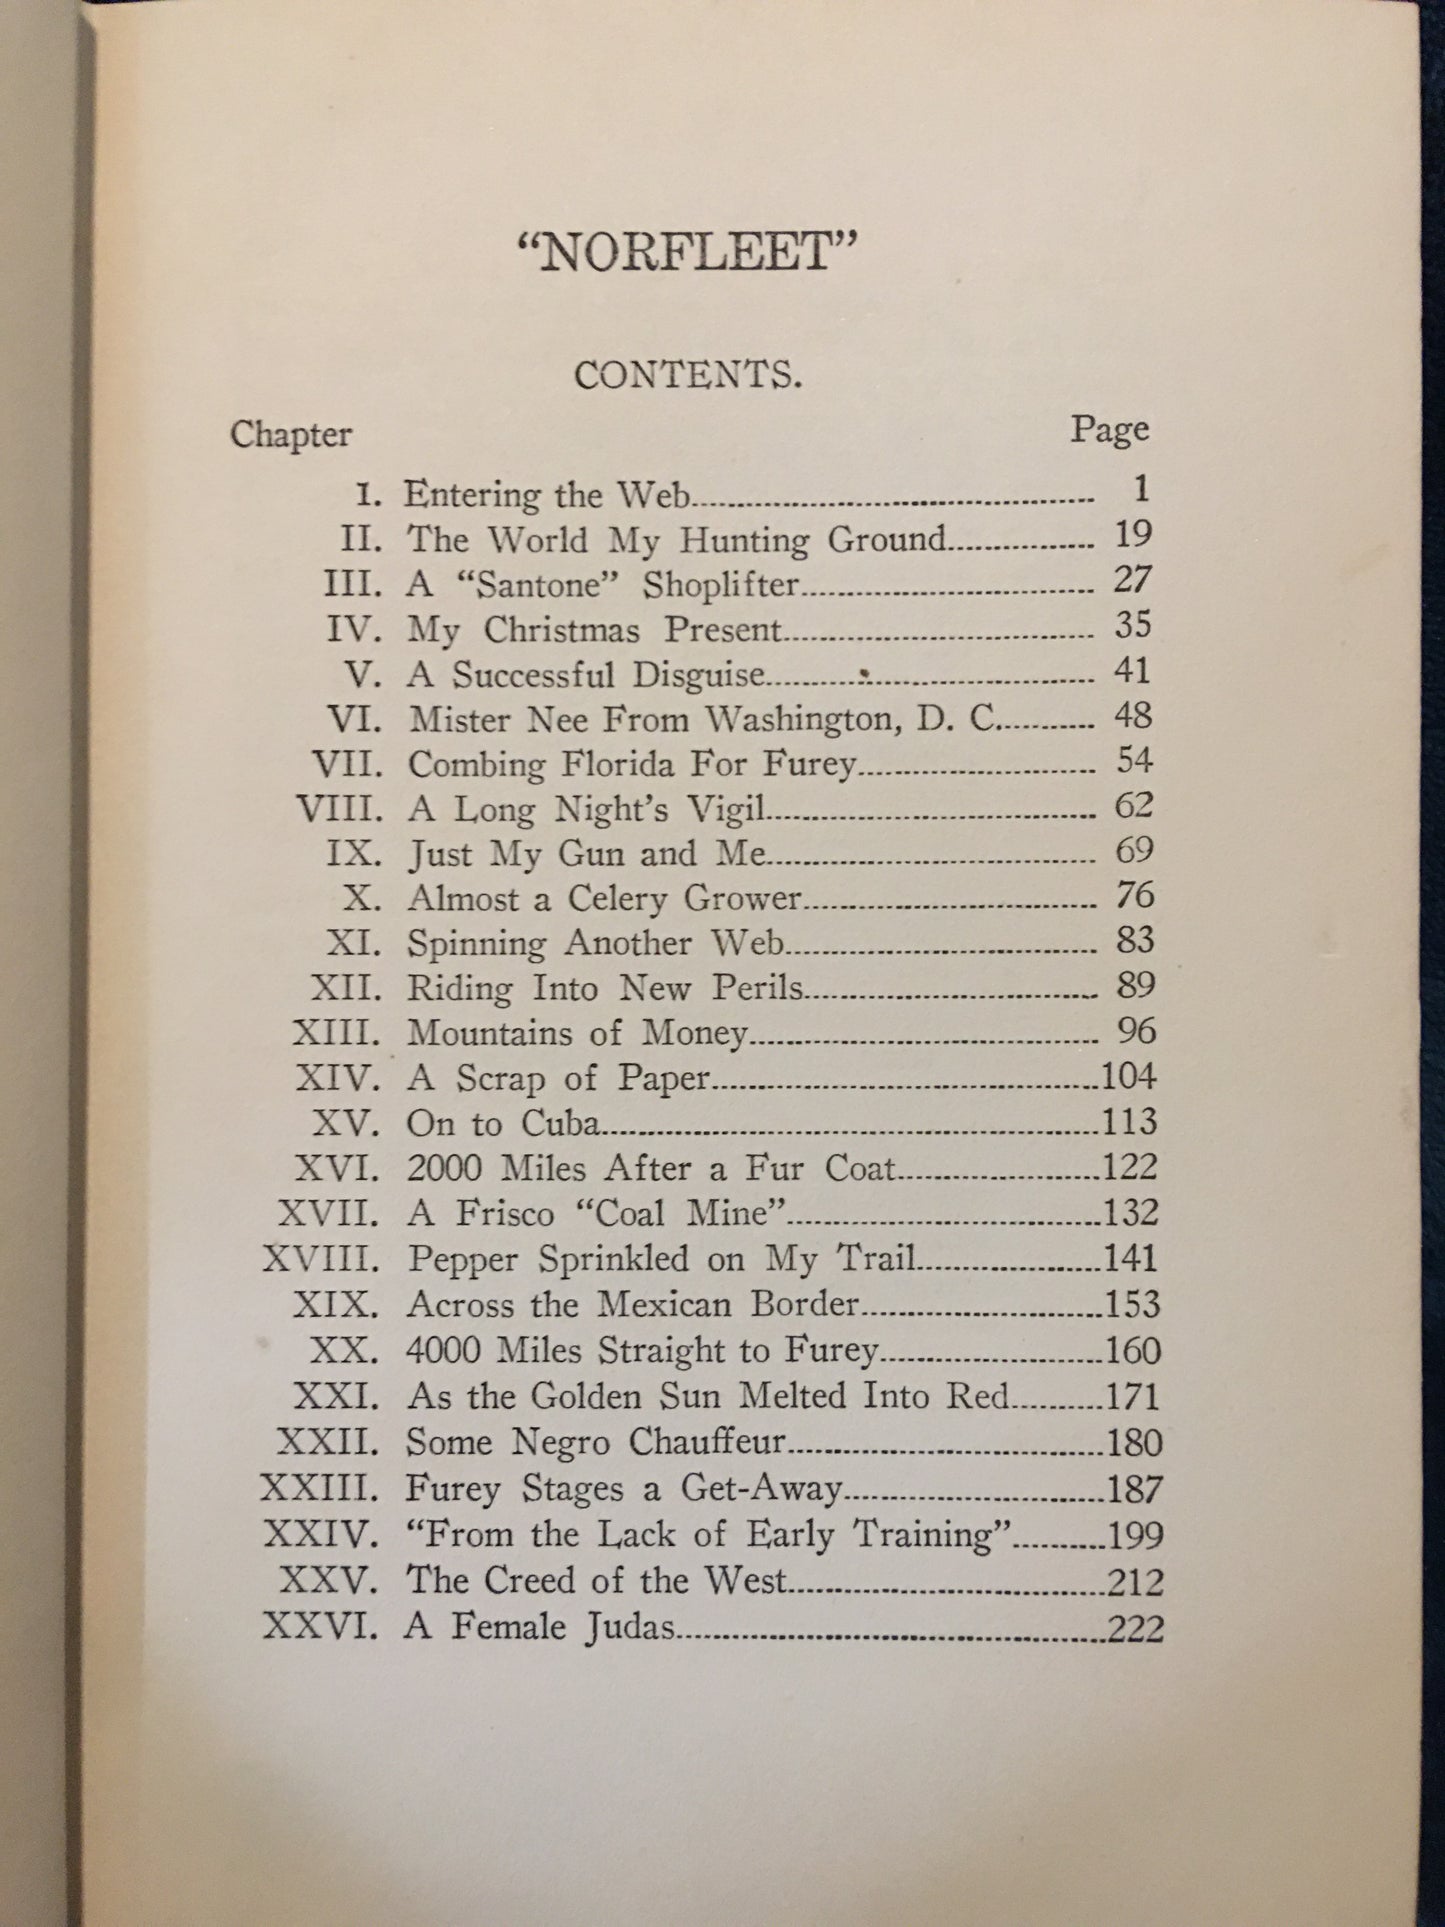 “NORFLEET”
CONTENTS.
Chapter Page
I. Entering the Web 1
II. The World My Hunting Ground 19
III. A “Santone” Shoplifter 27
IV. My Christmas Present 35
V. A Successful Disguise 41
VI. Mister Nee From Washington, D. C. 48
VII. Combing Florida For Furey 54
VIII. A Long Night’s Vigil 62
IX. Just My Gun and Me 69
X. Almost a Celery Grower 76
XI. Spinning Another Web 83
XII. Riding Into New Perils 89
XIII. Mountains of Money 96
XIV. A Scrap of Paper 104
XV. On to Cuba 113
XVI. 2000 Miles After a Fur Coat 122
XVII. A Frisco “Coal Mine” 132
XVIII. Pepper Sprinkled on My Trail 141
XIX. Across the Mexican Border 153
XX. 4000 Miles Straight to Furey 160
XXI. As the Golden Sun Melted Into Red 171
XXII. Some Negro Chauffeur 180
XXIII. Furey Stages a Get-Away 187
XXIV. “From the Lack of Early Training” 199
XXV. The Creed of the West 212
XXVI. A Female Judas 222